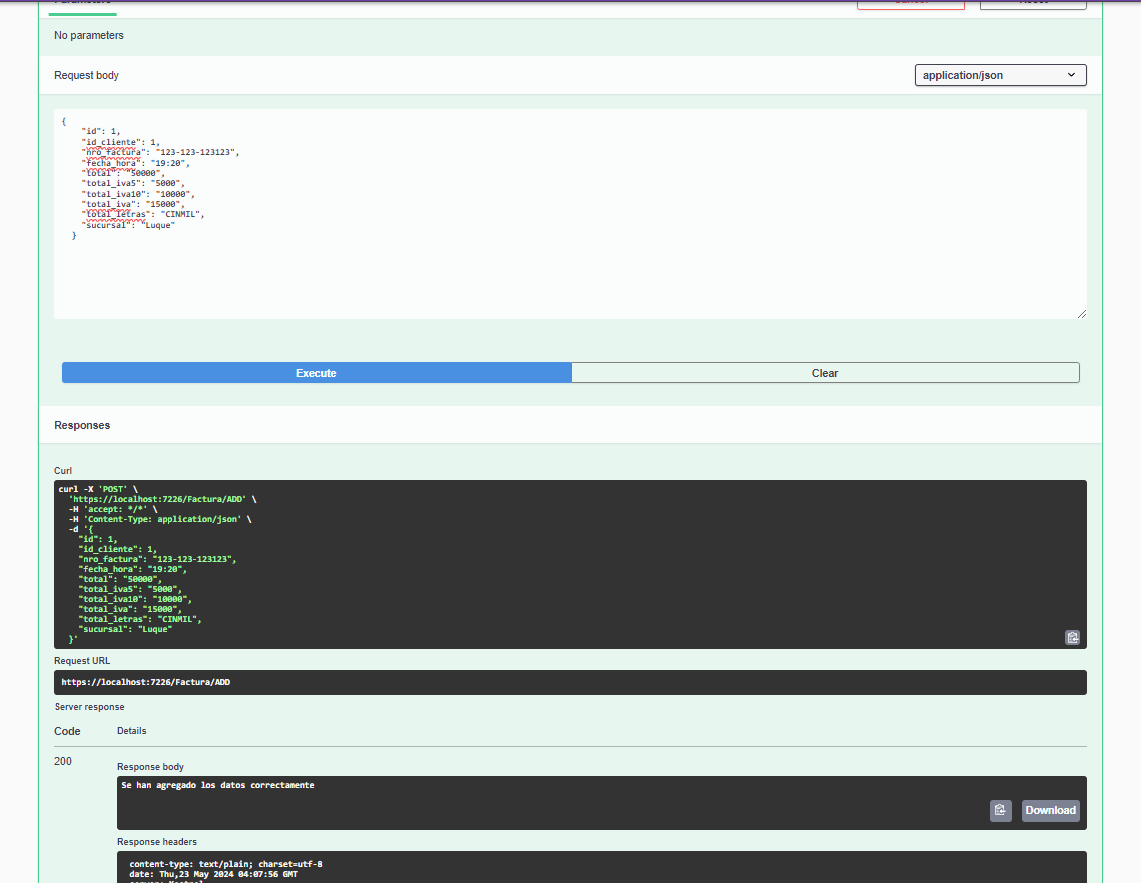 No parameters
Request body
application/json
{
"id": 1,
"id_cliente": 1,
"nro_factura": "123-123-123123",
"fecha_hora": "19:20",
"total": "50000",
"total_iva5": "5000",
"total_iva10": "10000",
"total_iva": "15000",
"total_letras": "CINMIL",
"sucursal": "Luque"
}
Execute
Clear
Responses
Curl
curl -X 'POST' \
'https://localhost:7226/Factura/ADD' \
-H 'accept: */*' \
-H 'Content-Type: application/json' \
-d '{
"id": 1,
"id_cliente": 1,
"nro_factura": "123-123-123123",
"fecha_hora": "19:20",
"total": "50000",
"total_iva5": "5000",
"total_iva10": "10000",
"total_iva": "15000",
"total_letras": "CINMIL",
"sucursal": "Luque"
}'
Request URL
https://localhost:7226/Factura/ADD
Server response
Code
Details
200
Response body
Se han agregado los datos correctamente
Download
Response headers
content-type: text/plain; charset=utf-8
date: Thu,23 May 2024 04:07:56 GMT